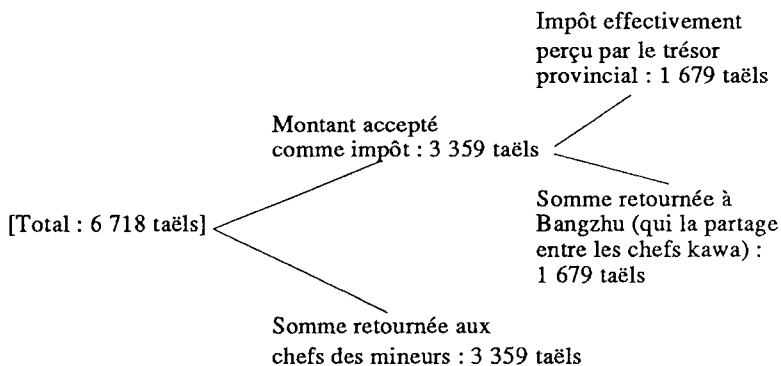 Impôt effectivement
perçu par le trésor
provincial : 1 679 taëls
Montant accepté
comme impôt : 3 359 taëls
[Total : 6 718 taëls]
Somme retournée à
Bangzhu (qui la partage
entre les chefs kawa) :
1 679 taëls
Somme retournée aux
chefs des mineurs : 3 359 taëls